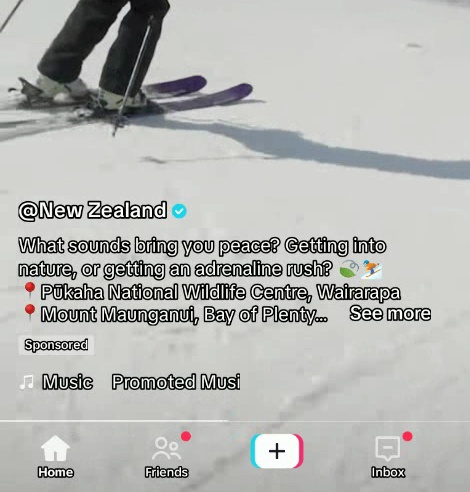 @New Zealand
What sounds bring you peace? Getting into
nature, or getting an adrenaline rush? 🍃⛷️
📍Pūkaha National Wildlife Centre, Wairarapa
📍Mount Maunganui, Bay of Plenty... See more
Sponsored
Music Promoted Musi
Home Friends Inbox